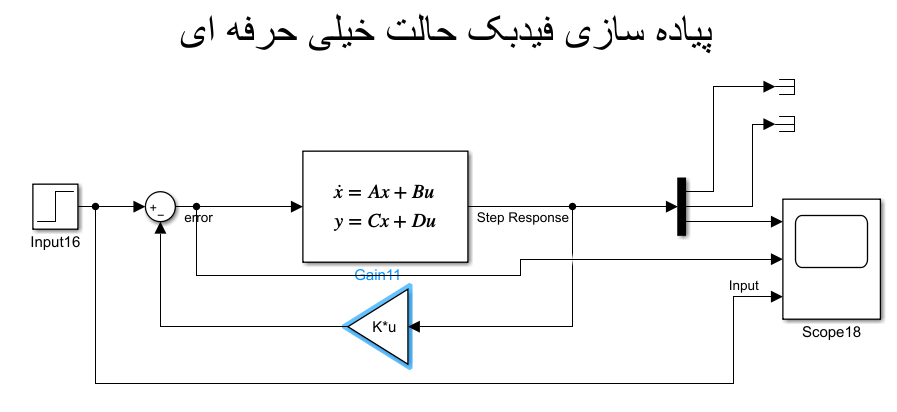 پیاده سازی فیدبک حالت خیلی حرفه ای
ẋ = Ax + Bu
y = Cx + Du
+
−
error
Step Response
Input16
Gain11
K*u
Input
Scope18